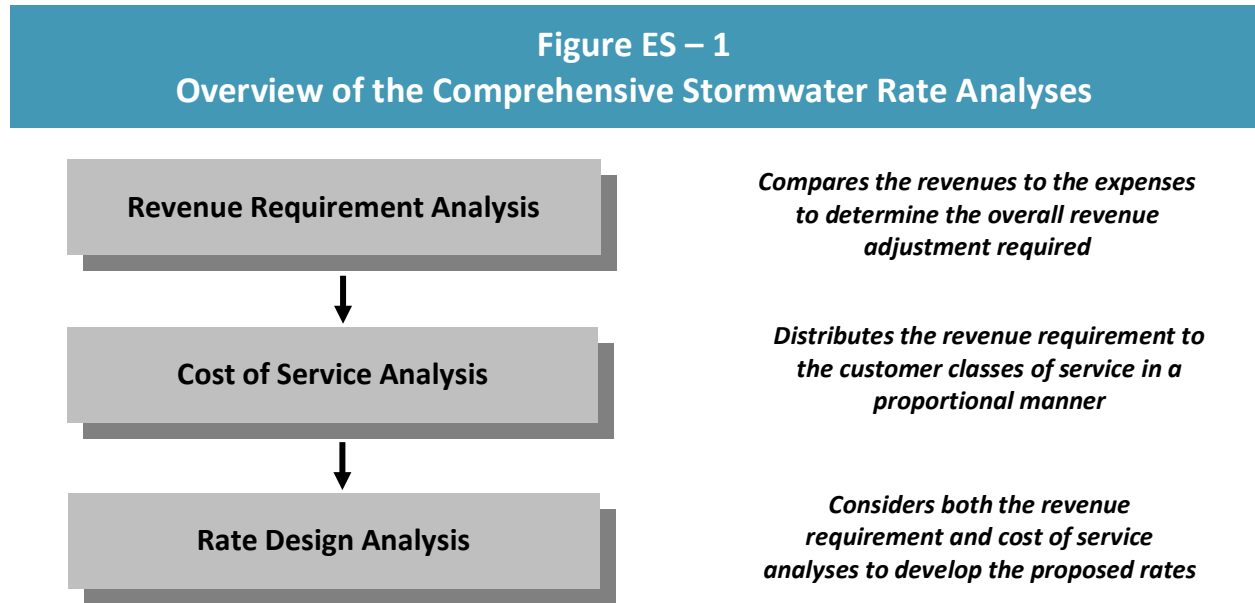 Figure ES – 1
Overview of the Comprehensive Stormwater Rate Analyses
Revenue Requirement Analysis
Compares the revenues to the expenses
to determine the overall revenue
adjustment required
Cost of Service Analysis
Distributes the revenue requirement to
the customer classes of service in a
proportional manner
Rate Design Analysis
Considers both the revenue
requirement and cost of service
analyses to develop the proposed rates